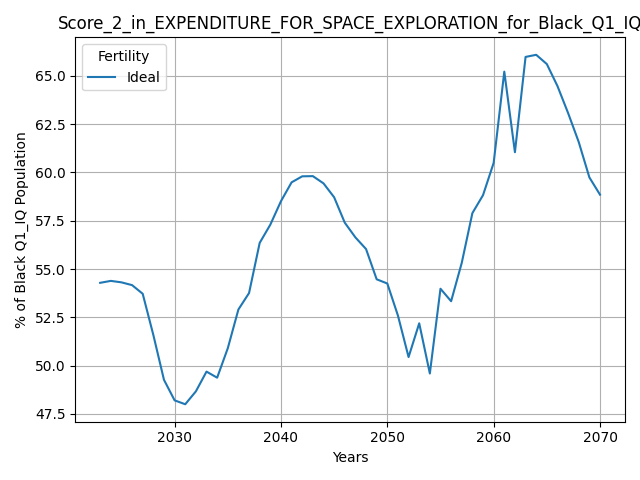 Score_2_in_EXPENDITURE_FOR_SPACE_EXPLORATION_for_Black_Q1_IQ
Fertility
Ideal
% of Black Q1_IQ Population
65.0
62.5
60.0
57.5
55.0
52.5
50.0
47.5
2030 2040 2050 2060 2070
Years